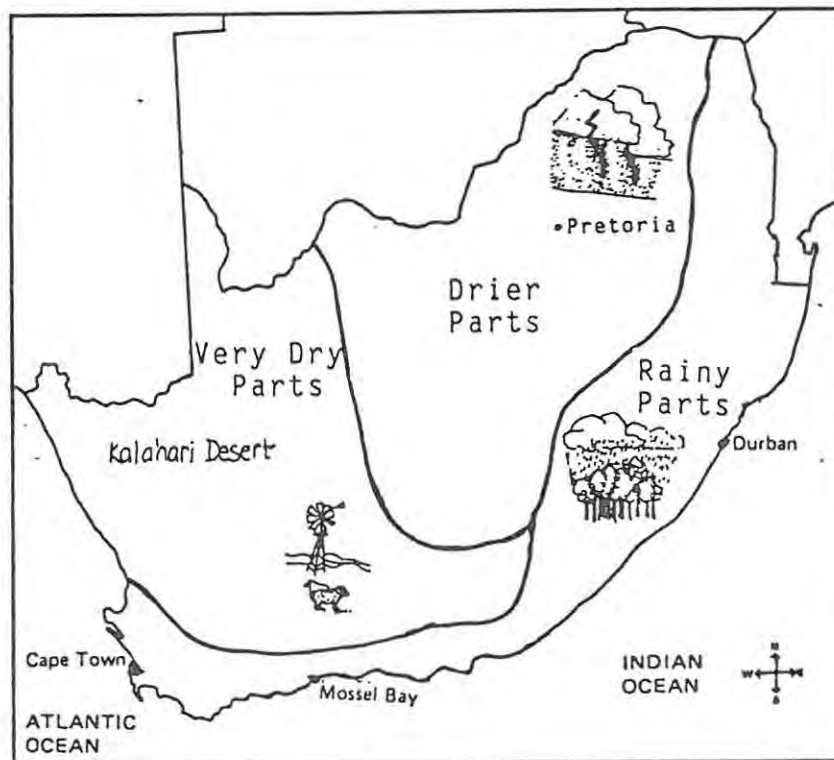 Pretoria
Drier
Parts
Very Dry
Parts
Rainy
Parts
Kalahari Desert
Durban
Cape Town
Mossel Bay
INDIAN
OCEAN
N
W
ATLANTIC
OCEAN